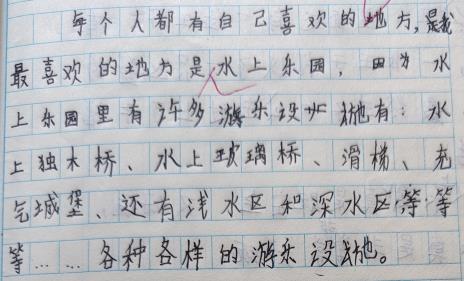 每个人都有自己喜欢的地方,是我
最喜欢的地方是水上乐园,因为水
上乐园里有许多游乐设施有:水
上独木桥、水上玻璃桥、滑梯、充
气城堡、还有浅水区和深水区等等
等……各种各样的游乐设施。